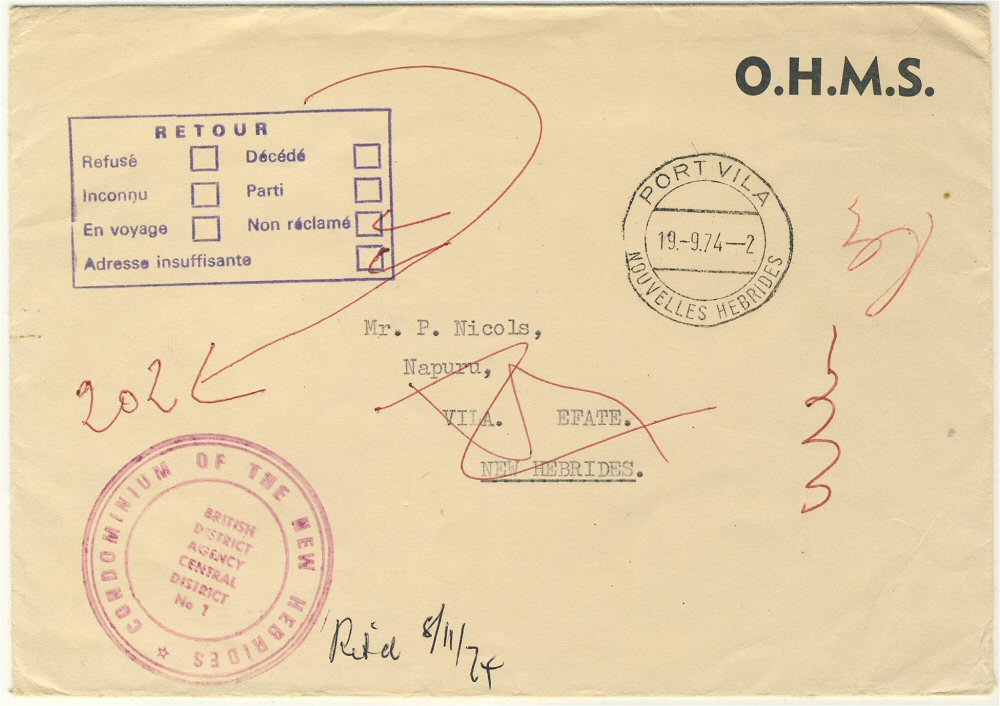 O.H.M.S.
RETOUR
Refusé Décédé
Inconnu Parti
En voyage Non réclamé
Adresse insuffisante
PORT VILA
19.-9.74—2
NOUVELLES HEBRIDES
Mr. P. Nicols,
Napuru,
VILA. EFATE.
NEW HEBRIDES.
202
CONDOMINIUM OF THE NEW HEBRIDES
BRITISH
DISTRICT
AGENCY
CENTRAL
DISTRICT
No 1
Ret'd 8/11/74